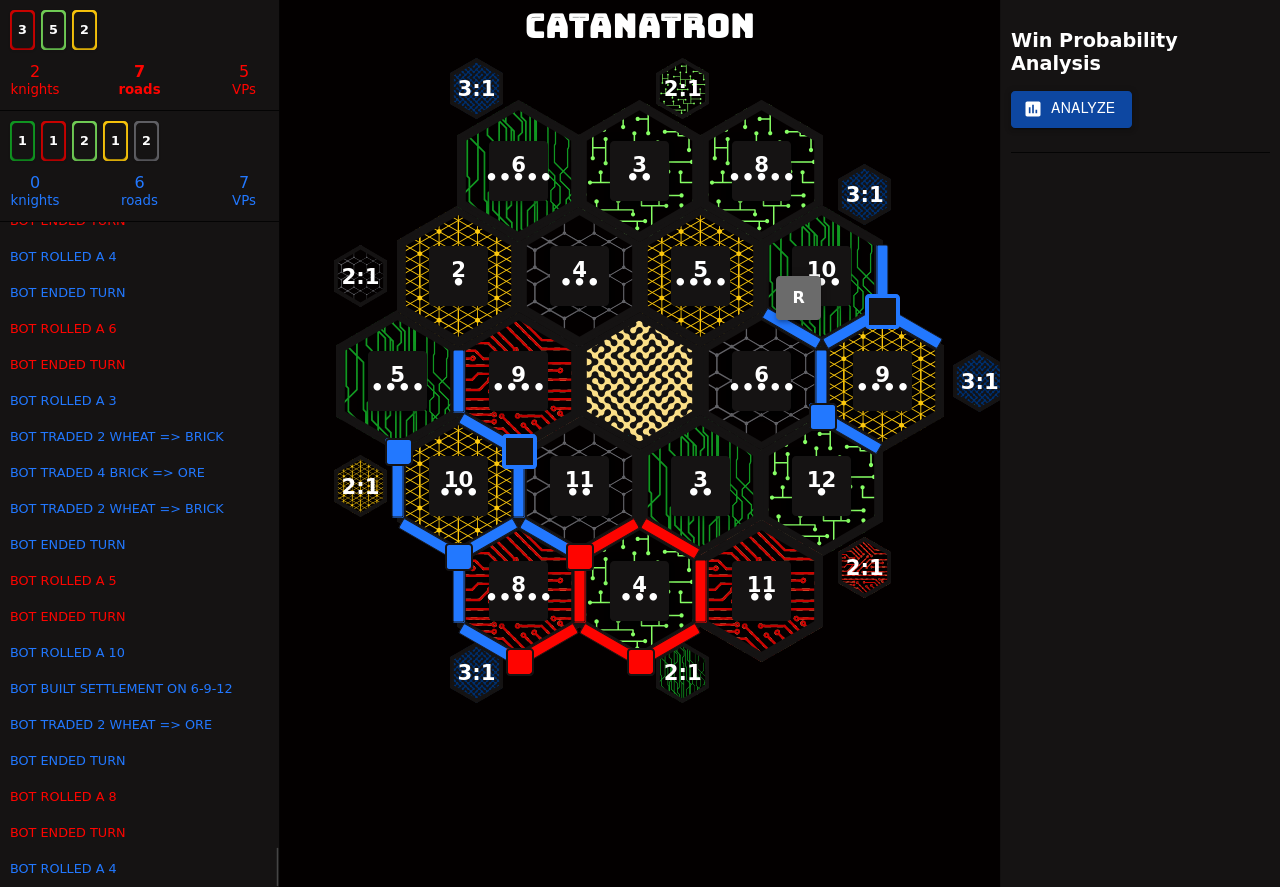 3 5 2
2 7 5
knights roads VPs
1 1 2 1 2
0 6 7
knights roads VPs
BOT ENDED TURN
BOT ROLLED A 4
BOT ENDED TURN
BOT ROLLED A 6
BOT ENDED TURN
BOT ROLLED A 3
BOT TRADED 2 WHEAT => BRICK
BOT TRADED 4 BRICK => ORE
BOT TRADED 2 WHEAT => BRICK
BOT ENDED TURN
BOT ROLLED A 5
BOT ENDED TURN
BOT ROLLED A 10
BOT BUILT SETTLEMENT ON 6-9-12
BOT TRADED 2 WHEAT => ORE
BOT ENDED TURN
BOT ROLLED A 8
BOT ENDED TURN
BOT ROLLED A 4
CATANATRON
3:1 2:1
6 3 8
3:1
2:1 2 4 5 10
R
5 9 6 9 3:1
2:1 10 11 3 12
2:1
8 4 11
3:1 2:1
Win Probability
Analysis
ANALYZE